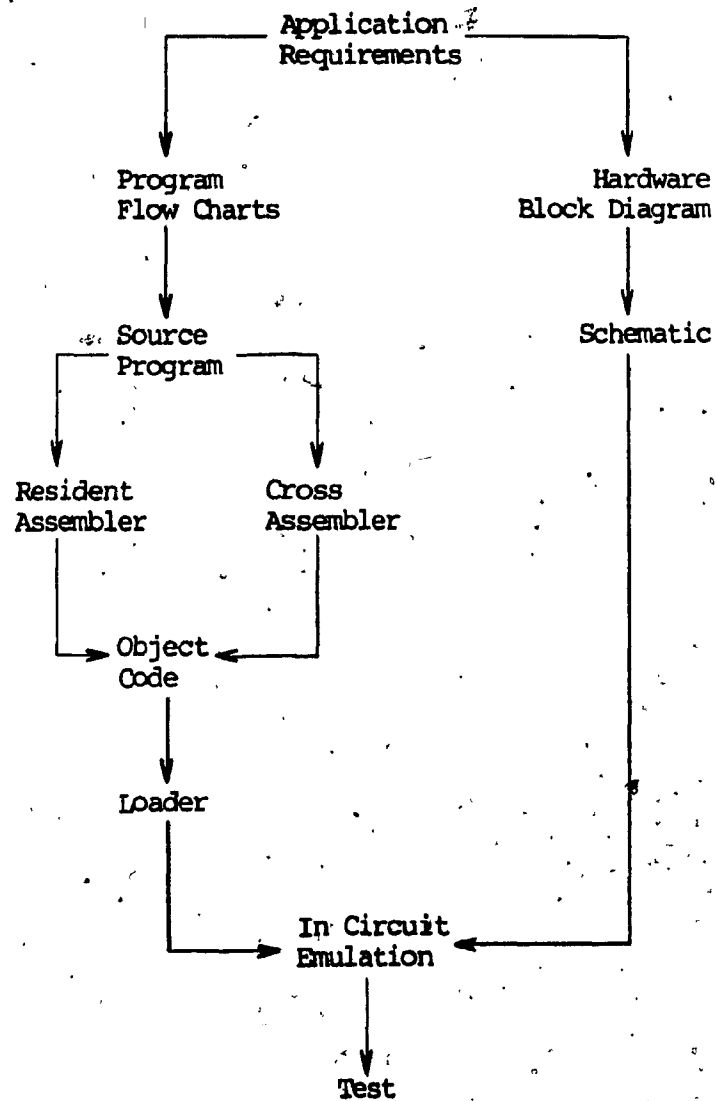 Application
Requirements
Program
Flow Charts
Hardware
Block Diagram
Source
Program
Schematic
Resident
Assembler
Cross
Assembler
Object
Code
Loader
In Circuit
Emulation
Test